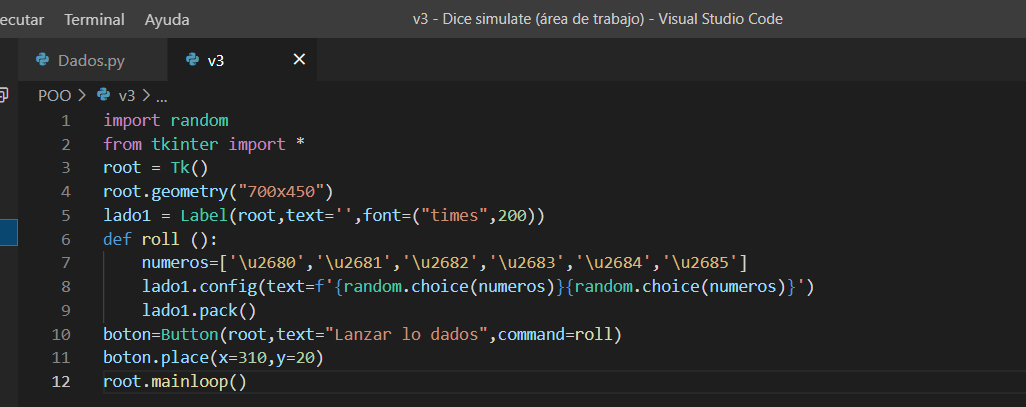 ecutar Terminal Ayuda v3 - Dice simulate (área de trabajo) - Visual Studio Code
Dados.py v3 ×
POO > v3 > ...
1 import random
2 from tkinter import *
3 root = Tk()
4 root.geometry("700x450")
5 lado1 = Label(root,text='',font=("times",200))
6 def roll ():
7 numeros=['\u2680','\u2681','\u2682','\u2683','\u2684','\u2685']
8 lado1.config(text=f'{random.choice(numeros)}{random.choice(numeros)}')
9 lado1.pack()
10 boton=Button(root,text="Lanzar lo dados",command=roll)
11 boton.place(x=310,y=20)
12 root.mainloop()